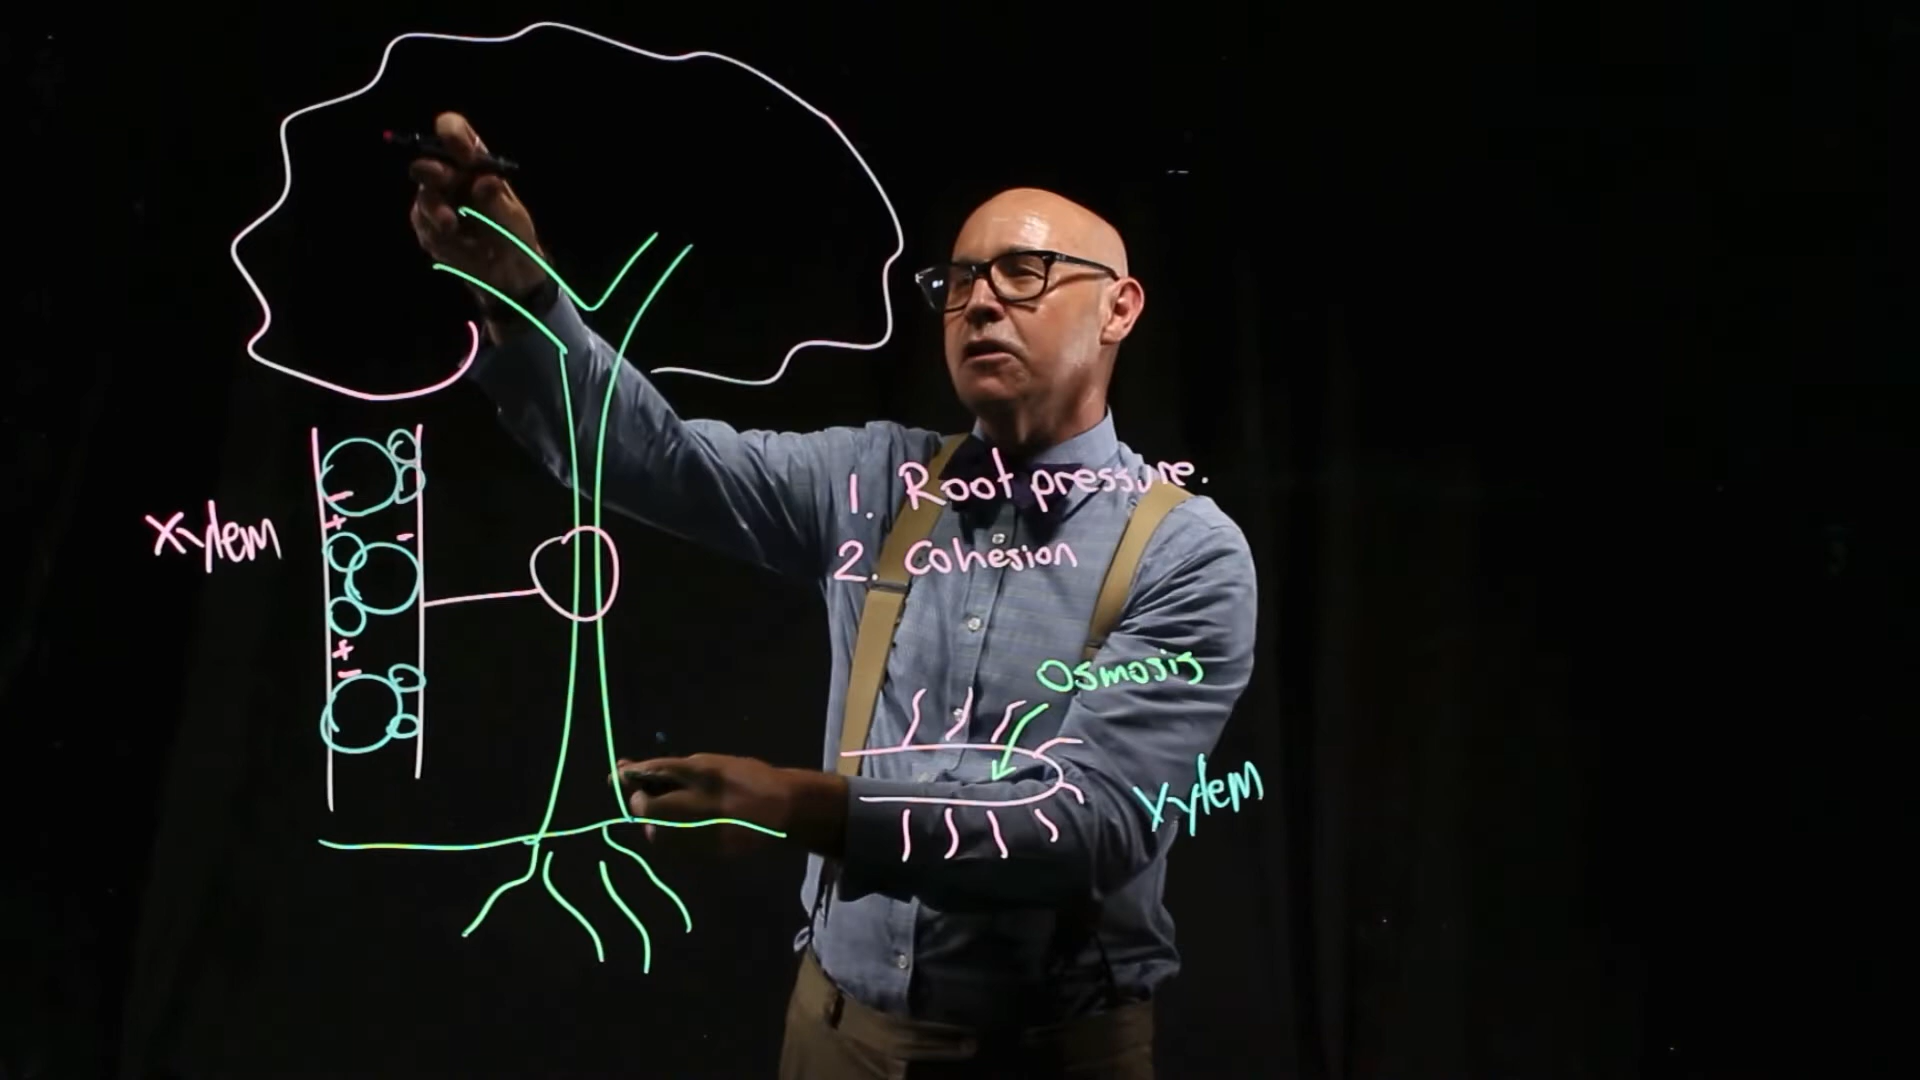 Xylem
-
+
-
+
-
1. Root pressure.
2. Cohesion
Osmosis
Xylem